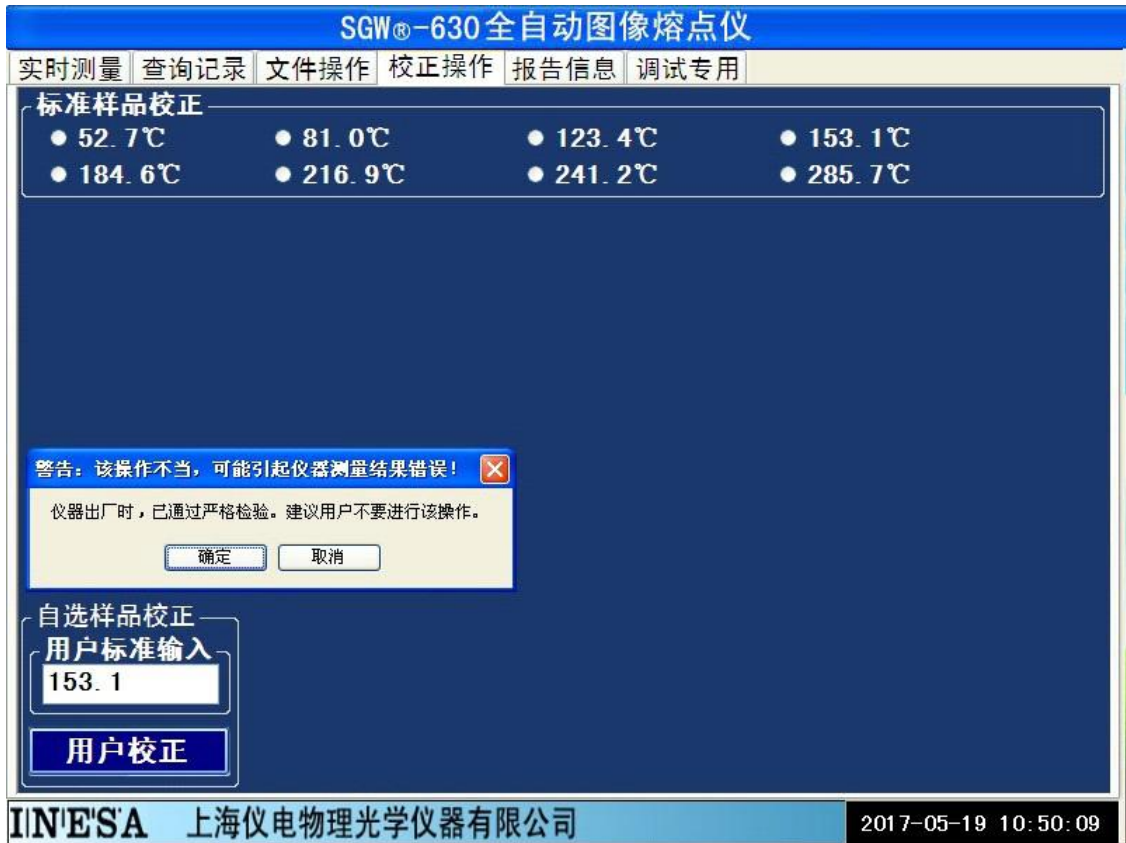 SGW®-630全自动图像熔点仪
实时测量 查询记录 文件操作 校正操作 报告信息 调试专用
标准样品校正
52.7℃ 81.0℃ 123.4℃ 153.1℃
184.6℃ 216.9℃ 241.2℃ 285.7℃
警告：该操作不当，可能引起仪器测量结果错误！
仪器出厂时，已通过严格检验。建议用户不要进行该操作。
确定 取消
自选样品校正
用户标准输入
153.1
用户校正
INESA 上海仪电物理光学仪器有限公司 2017-05-19 10:50:09